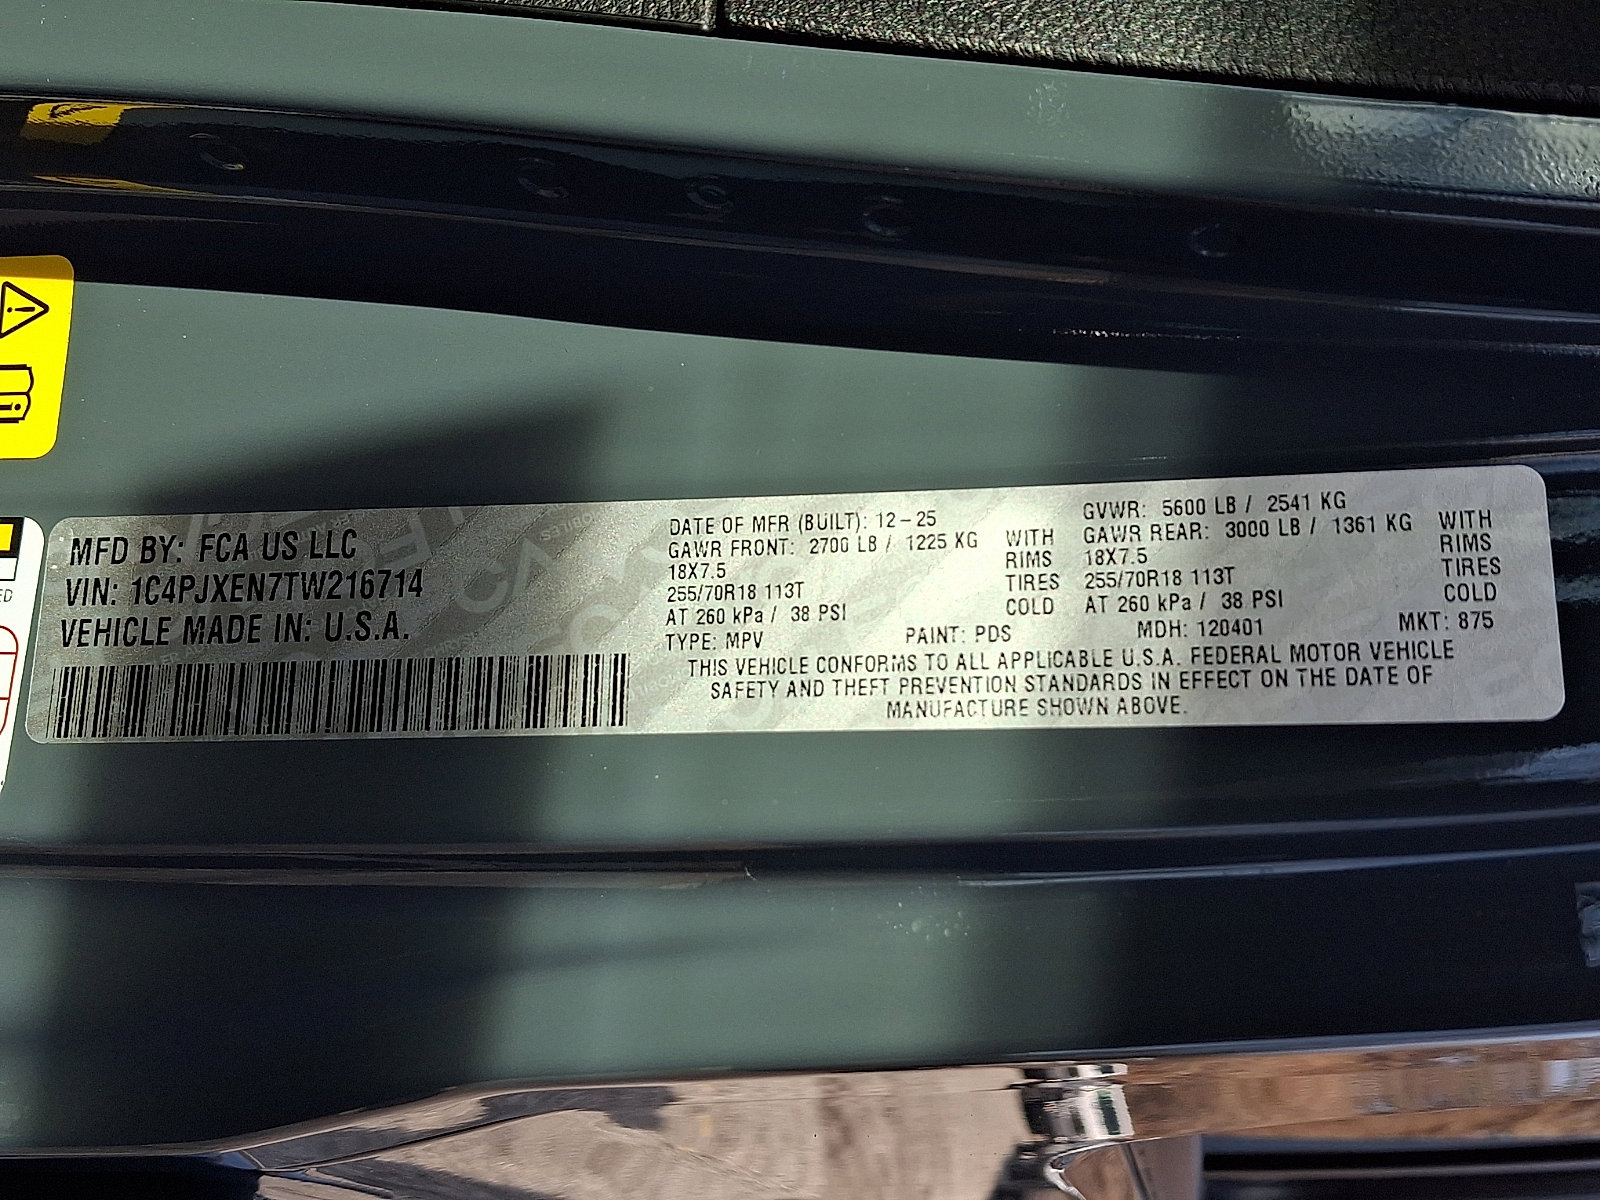 MFD BY: FCA US LLC
VIN: 1C4PJXEN7TW216714
VEHICLE MADE IN: U.S.A.
DATE OF MFR (BUILT): 12-25
GAWR FRONT: 2700 LB / 1225 KG WITH
18X7.5 RIMS
255/70R18 113T TIRES
AT 260 kPa / 38 PSI COLD
GVWR: 5600 LB / 2541 KG
GAWR REAR: 3000 LB / 1361 KG WITH
18X7.5 RIMS
255/70R18 113T TIRES
AT 260 kPa / 38 PSI COLD
TYPE: MPV PAINT: PDS MDH: 120401 MKT: 875
THIS VEHICLE CONFORMS TO ALL APPLICABLE U.S.A. FEDERAL MOTOR VEHICLE
SAFETY AND THEFT PREVENTION STANDARDS IN EFFECT ON THE DATE OF
MANUFACTURE SHOWN ABOVE.